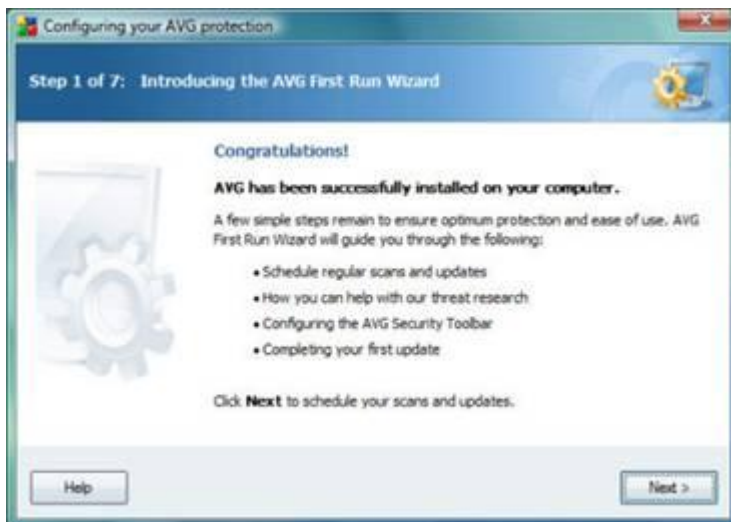 Configuring your AVG protection
Step 1 of 7: Introducing the AVG First Run Wizard
Congratulations!
AVG has been successfully installed on your computer.
A few simple steps remain to ensure optimum protection and ease of use. AVG
First Run Wizard will guide you through the following:
• Schedule regular scans and updates
• How you can help with our threat research
• Configuring the AVG Security Toolbar
• Completing your first update
Click Next to schedule your scans and updates.
Help
Next >